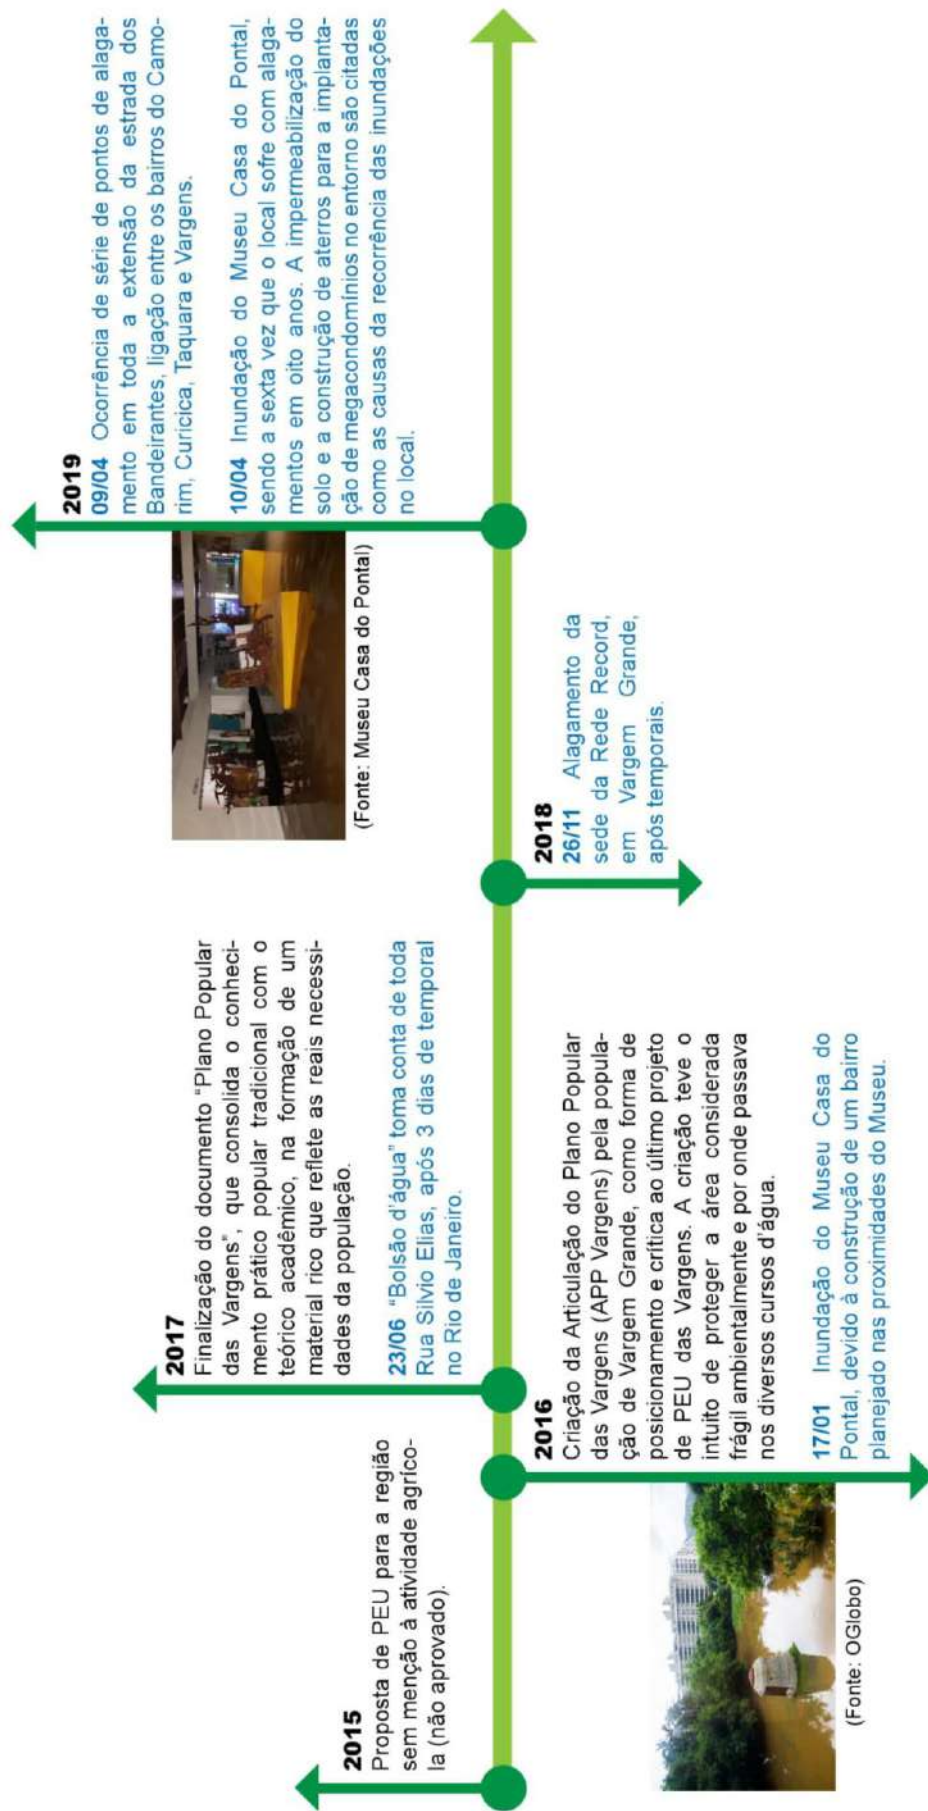 2015
Proposta de PEU para a região
sem menção à atividade agríco-
la (não aprovado).
2016
Criação da Articulação do Plano Popular
das Vargens (APP Vargens) pela popula-
ção de Vargem Grande, como forma de
posicionamento e crítica ao último projeto
de PEU das Vargens. A criação teve o
intuito de proteger a área considerada
frágil ambientalmente e por onde passava
nos diversos cursos d'água.
17/01 Inundação do Museu Casa do
Pontal, devido à construção de um bairro
planejado nas proximidades do Museu.
(Fonte: OGlobo)
2017
Finalização do documento "Plano Popular
das Vargens", que consolida o conheci-
mento prático popular tradicional com o
teórico acadêmico, na formação de um
material rico que reflete as reais necessi-
dades da população.
23/06 "Bolsão d'água" toma conta de toda
Rua Silvio Elias, após 3 dias de temporal
no Rio de Janeiro.
2018
26/11 Alagamento da
sede da Rede Record,
em Vargem Grande,
após temporais.
2019
09/04 Ocorrência de série de pontos de alaga-
mento em toda a extensão da estrada dos
Bandeirantes, ligação entre os bairros do Camo-
rim, Curicica, Taquara e Vargens.
10/04 Inundação do Museu Casa do Pontal,
sendo a sexta vez que o local sofre com alaga-
mentos em oito anos. A impermeabilização do
solo e a construção de aterros para a implanta-
ção de megacondomínios no entorno são citadas
como as causas da recorrência das inundações
no local.
(Fonte: Museu Casa do Pontal)